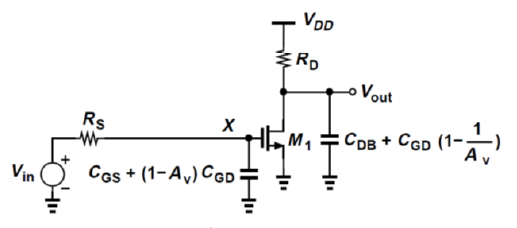 V_DD
R_D
V_out
R_S
X
M_1
C_DB + C_GD (1-1/A_v)
V_in
+
−
C_GS + (1-A_v) C_GD